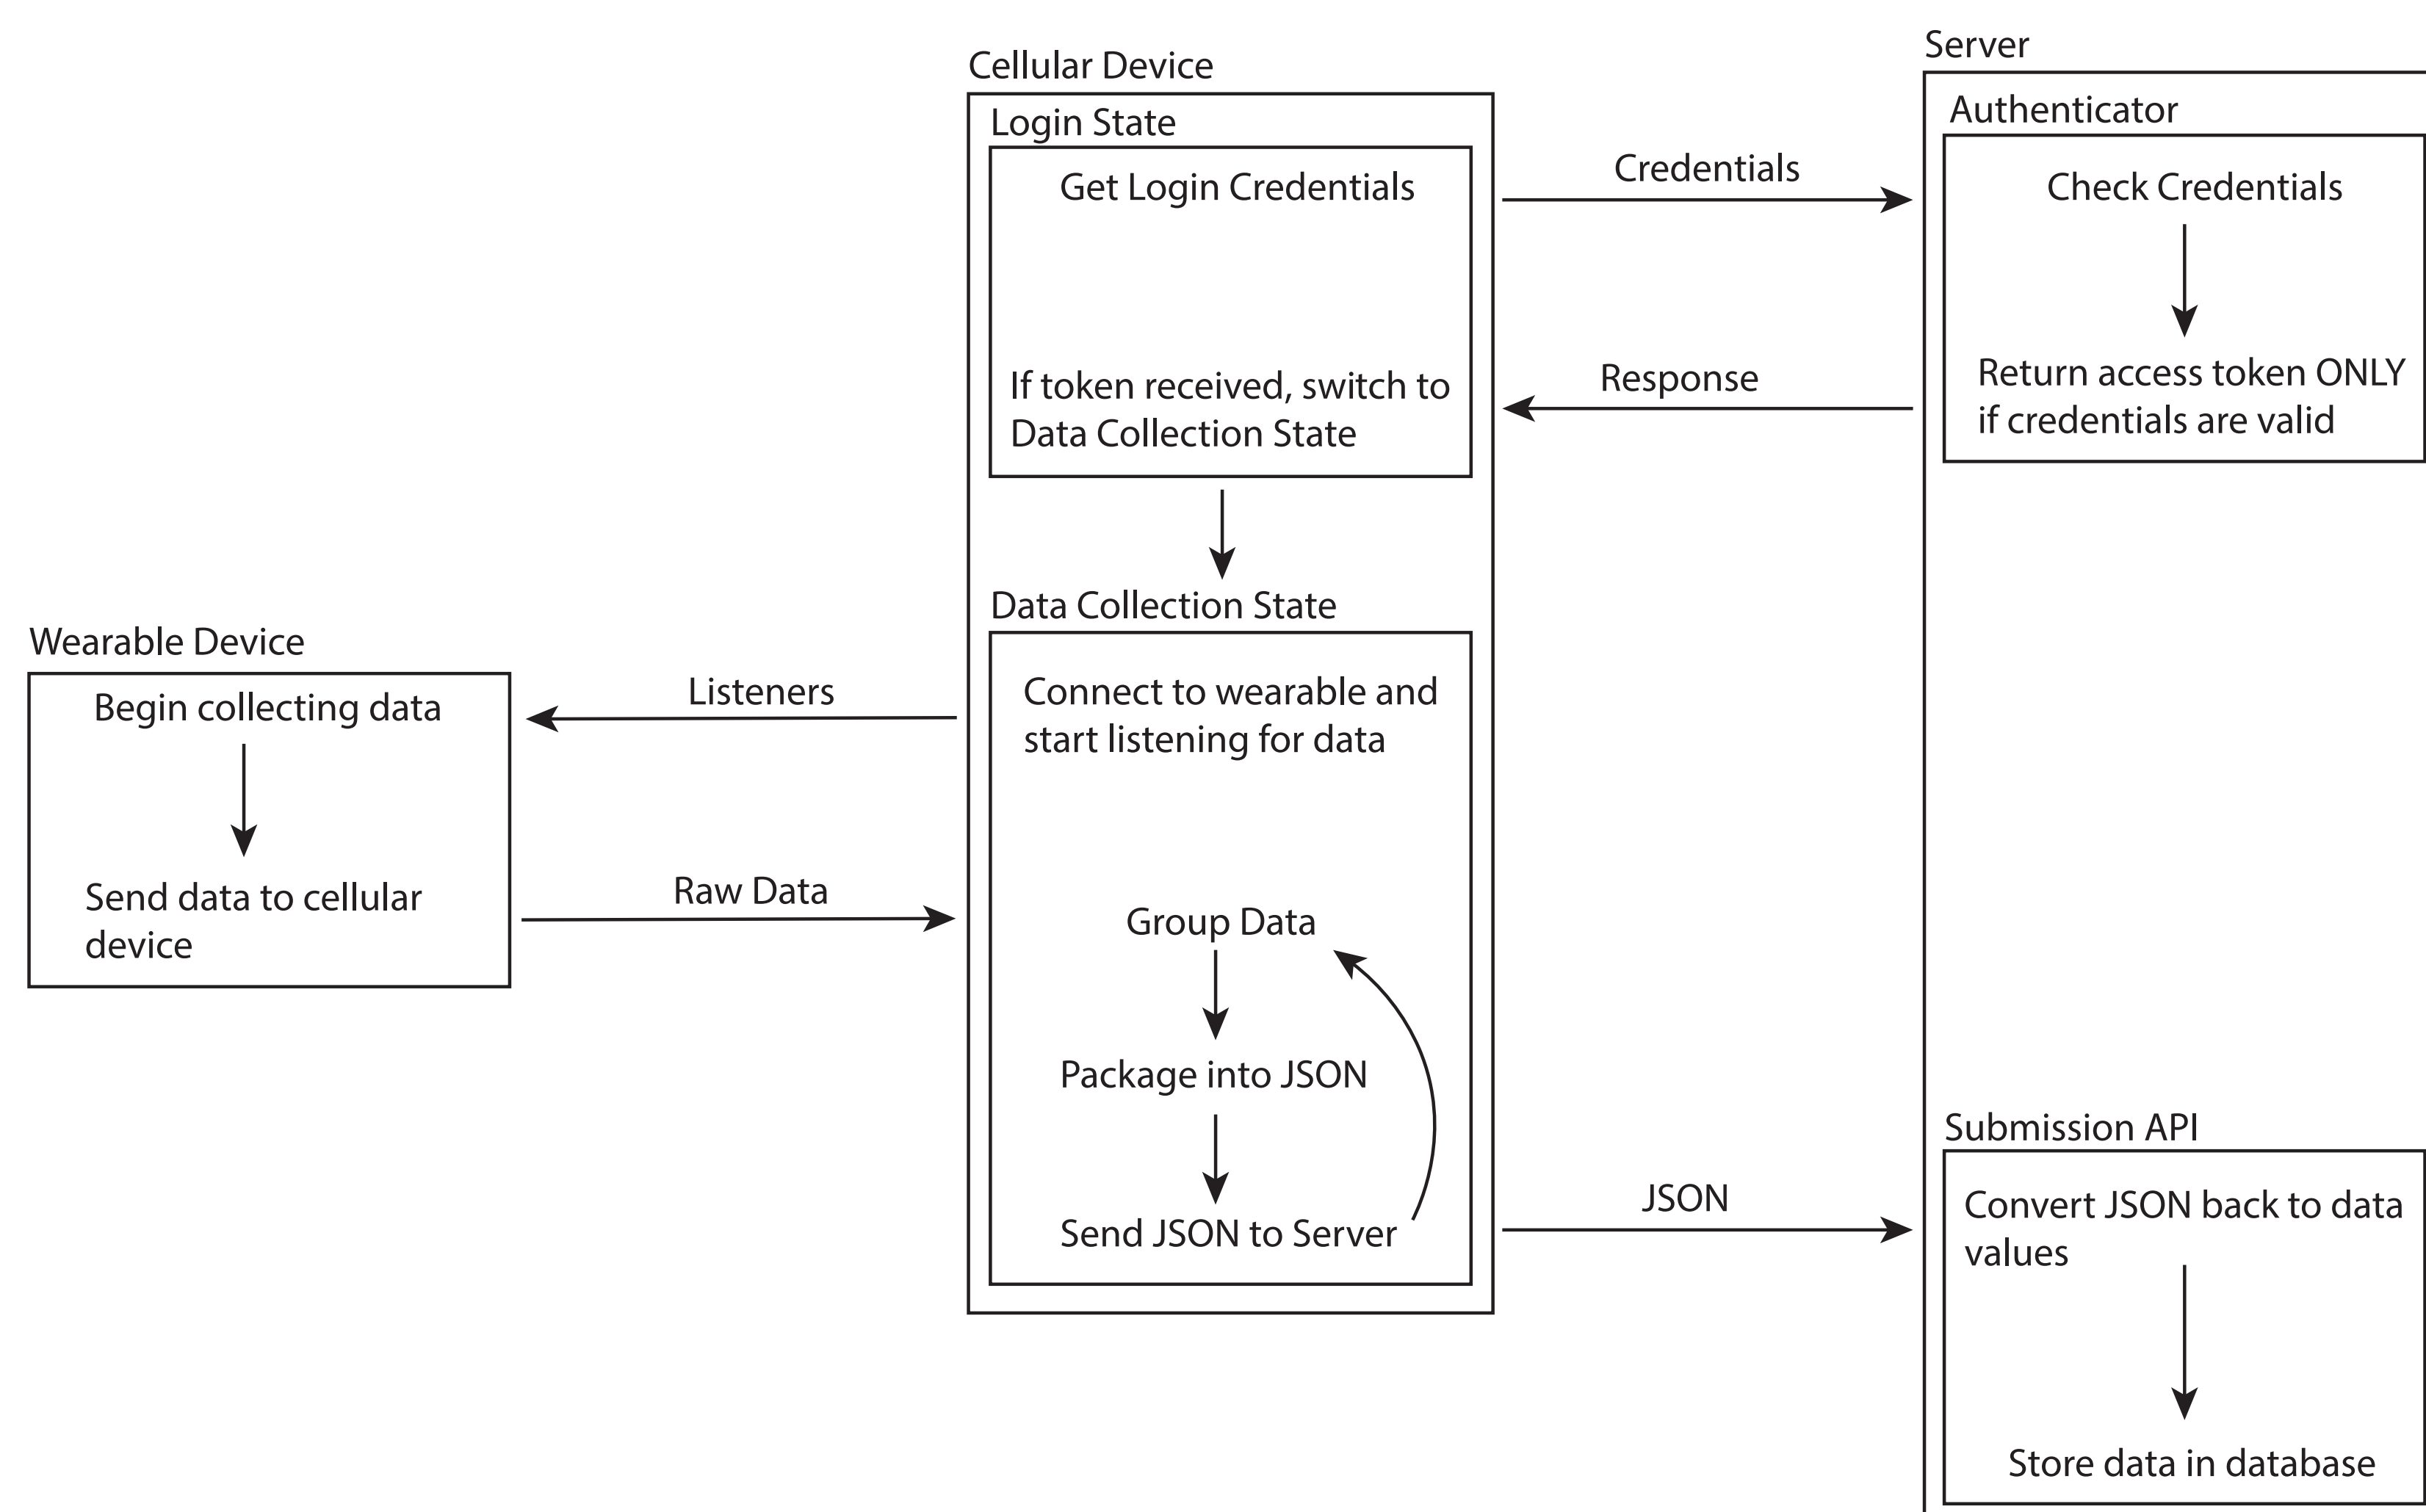 Server
Cellular Device
Authenticator
Login State
Credentials
Get Login Credentials
Check Credentials
Response
If token received, switch to
Data Collection State
Return access token ONLY
if credentials are valid
Data Collection State
Wearable Device
Listeners
Begin collecting data
Connect to wearable and
start listening for data
Raw Data
Send data to cellular
device
Group Data
Package into JSON
Submission API
JSON
Send JSON to Server
Convert JSON back to data
values
Store data in database